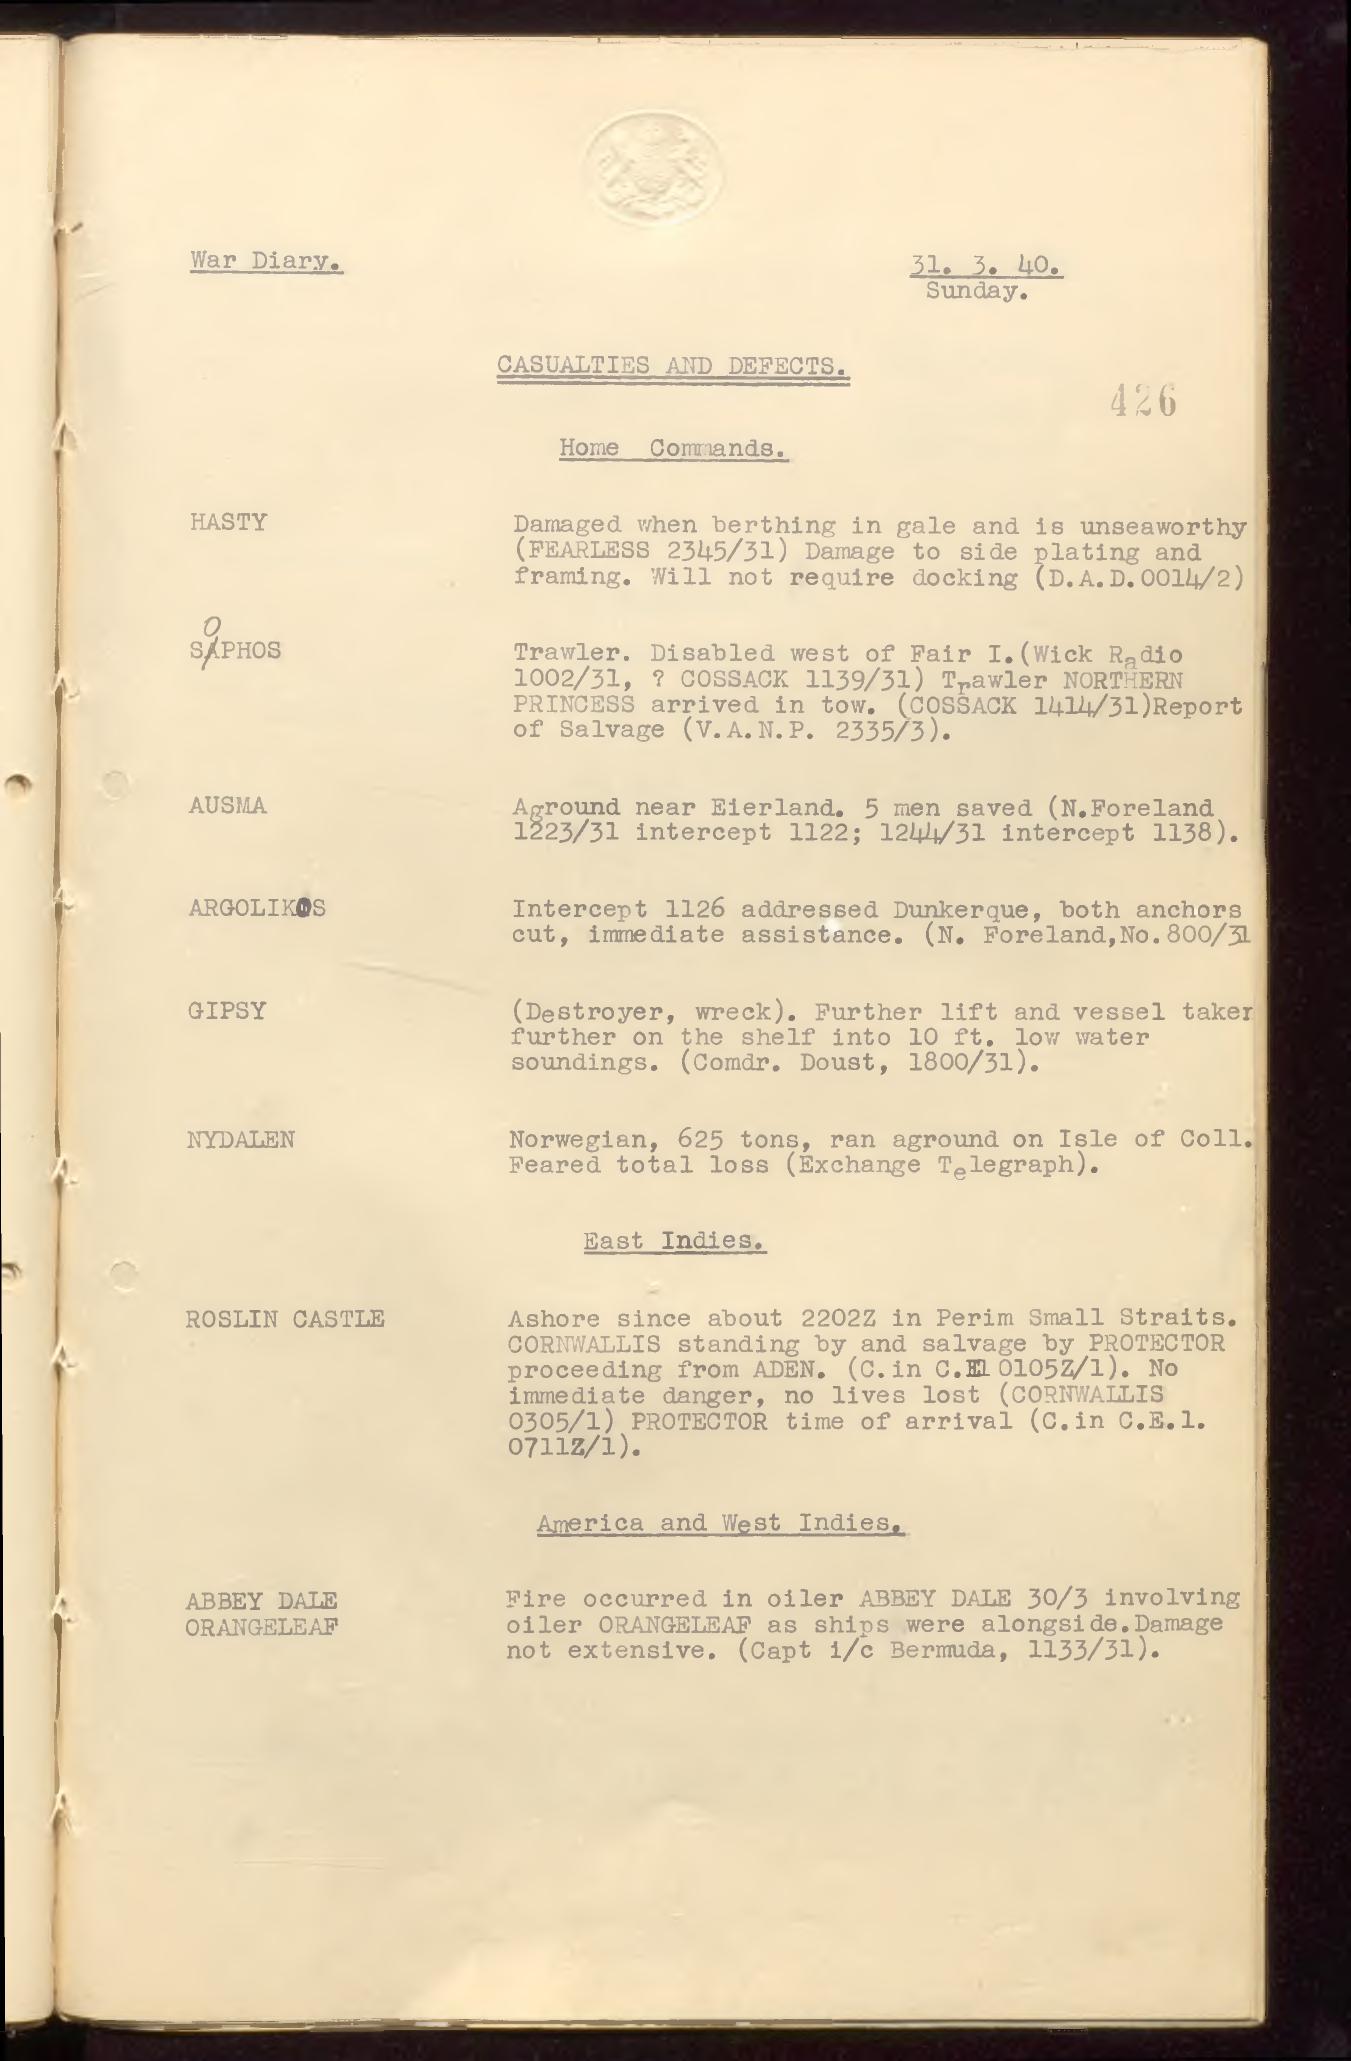 War Diary.
31. 3. 40.
Sunday.
CASUALTIES AND DEFECTS.
426
Home Commands.
HASTY
Damaged when berthing in gale and is unseaworthy
(FEARLESS 2345/31) Damage to side plating and
framing. Will not require docking (D.A.D.0014/2)
SOPHOS
Trawler. Disabled west of Fair I.(Wick Radio
1002/31, ? COSSACK 1139/31) Trawler NORTHERN
PRINCESS arrived in tow. (COSSACK 1414/31)Report
of Salvage (V.A.N.P. 2335/3).
AUSMA
Aground near Eierland. 5 men saved (N.Foreland
1223/31 intercept 1122; 1244/31 intercept 1138).
ARGOLIKOS
Intercept 1126 addressed Dunkerque, both anchors
cut, immediate assistance. (N. Foreland,No.800/31
GIPSY
(Destroyer, wreck). Further lift and vessel taken
further on the shelf into 10 ft. low water
soundings. (Comdr. Doust, 1800/31).
NYDALEN
Norwegian, 625 tons, ran aground on Isle of Coll.
Feared total loss (Exchange Telegraph).
East Indies.
ROSLIN CASTLE
Ashore since about 2202Z in Perim Small Straits.
CORNWALLIS standing by and salvage by PROTECTOR
proceeding from ADEN. (C.in C.EI 0105Z/1). No
immediate danger, no lives lost (CORNWALLIS
0305/1) PROTECTOR time of arrival (C.in C.E.1.
0711Z/1).
America and West Indies.
ABBEY DALE
ORANGELEAF
Fire occurred in oiler ABBEY DALE 30/3 involving
oiler ORANGELEAF as ships were alongside.Damage
not extensive. (Capt i/c Bermuda, 1133/31).